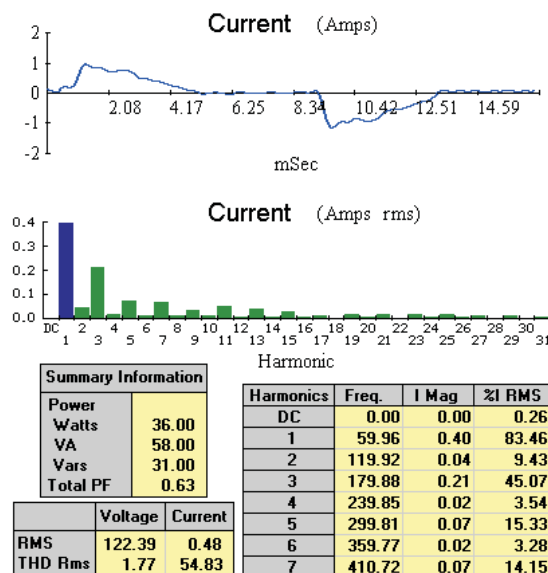 Current (Amps)
2
1
0
-1
-2
2.08 4.17 6.25 8.34 10.42 12.51 14.59
mSec
Current (Amps rms)
0.4
0.3
0.2
0.1
0.0
DC 2 4 6 8 10 12 14 16 18 20 22 24 26 28 30
1 3 5 7 9 11 13 15 17 19 21 23 25 27 29 31
Harmonic
Summary Information
Power
Watts 36.00
VA 58.00
Vars 31.00
Total PF 0.63
Voltage Current
RMS 122.39 0.48
THD Rms 1.77 54.83
Harmonics Freq. I Mag %I RMS
DC 0.00 0.00 0.26
1 59.96 0.40 83.46
2 119.92 0.04 9.43
3 179.88 0.21 45.07
4 239.85 0.02 3.54
5 299.81 0.07 15.33
6 359.77 0.02 3.28
7 410.72 0.07 14.15